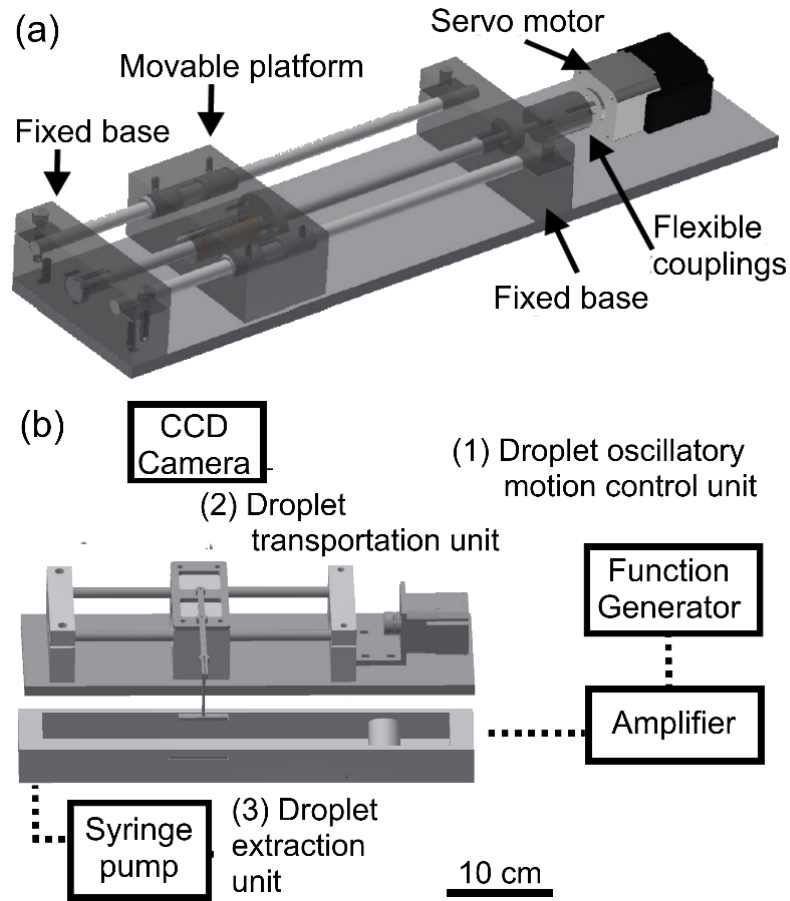 (a)
Servo motor
Movable platform
Fixed base
Flexible
couplings
Fixed base
(b)
CCD
Camera
(1) Droplet oscillatory
motion control unit
(2) Droplet
transportation unit
Function
Generator
Amplifier
Syringe
pump
(3) Droplet
extraction
unit
10 cm